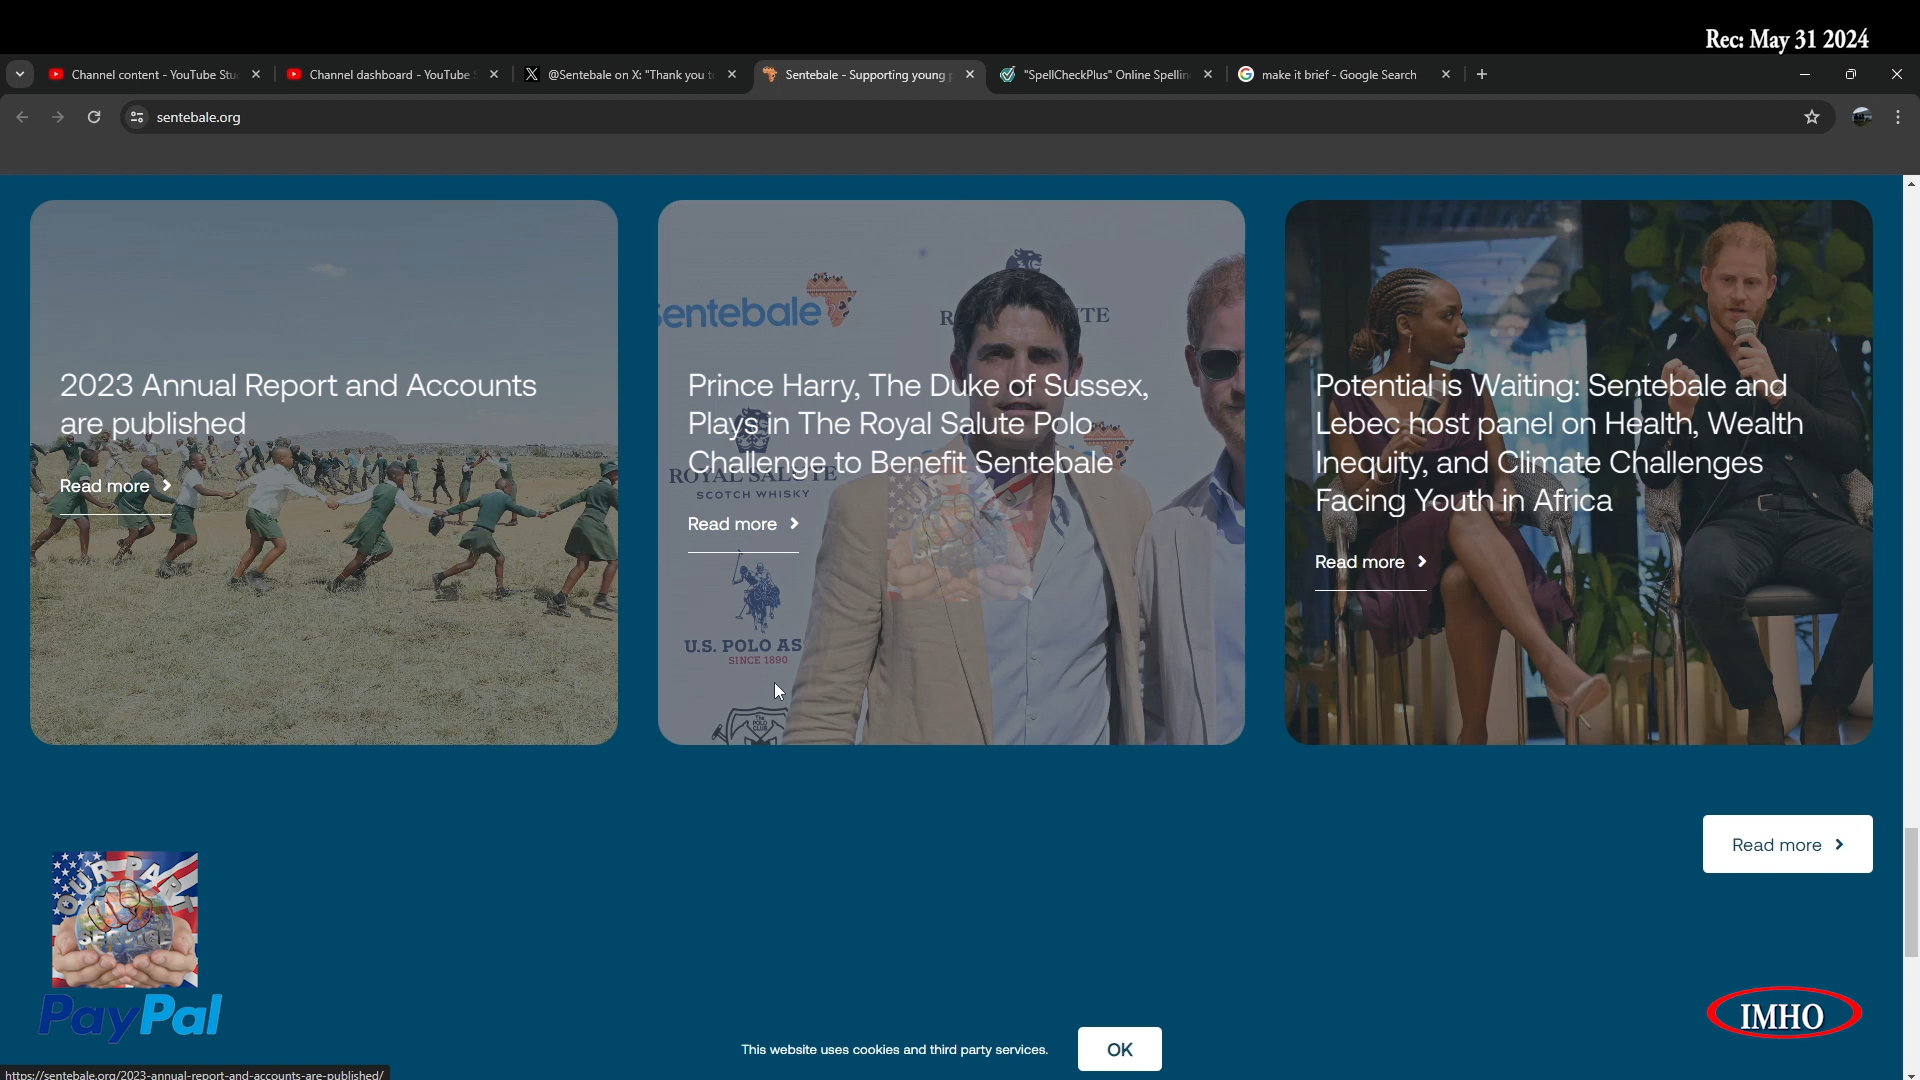 Rec: May 31 2024
Channel content - YouTube Stu
Channel dashboard - YouTube S
@Sentebale on X: "Thank you t
Sentebale - Supporting young p
"SpellCheckPlus" Online Spellin
make it brief - Google Search
sentebale.org
2023 Annual Report and Accounts
are published
Read more
sentebale
ROYAL SALUTE
SCOTCH WHISKY
U.S. POLO AS
SINCE 1890
Prince Harry, The Duke of Sussex,
Plays in The Royal Salute Polo
Challenge to Benefit Sentebale
Read more
Potential is Waiting: Sentebale and
Lebec host panel on Health, Wealth
Inequity, and Climate Challenges
Facing Youth in Africa
Read more
Read more
OUR PART
SERVICE
PayPal
IMHO
This website uses cookies and third party services.
OK
https://sentebale.org/2023-annual-report-and-accounts-are-published/